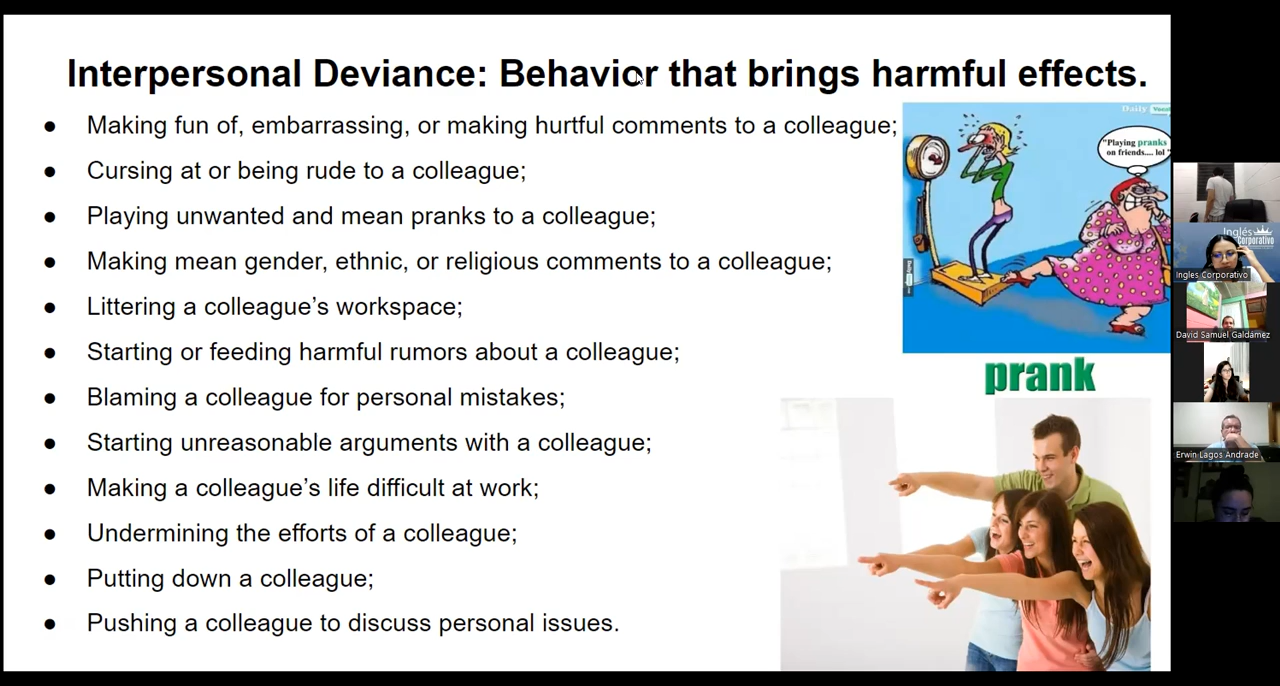 Interpersonal Deviance: Behavior that brings harmful effects.
● Making fun of, embarrassing, or making hurtful comments to a colleague;
● Cursing at or being rude to a colleague;
● Playing unwanted and mean pranks to a colleague;
● Making mean gender, ethnic, or religious comments to a colleague;
● Littering a colleague’s workspace;
● Starting or feeding harmful rumors about a colleague;
● Blaming a colleague for personal mistakes;
● Starting unreasonable arguments with a colleague;
● Making a colleague’s life difficult at work;
● Undermining the efforts of a colleague;
● Putting down a colleague;
● Pushing a colleague to discuss personal issues.
Daily
"Playing pranks
on friends.... lol "
prank
Inglés
Corporativo
Ingles Corporativo
David Samuel Galdámez
Erwin Lagos Andrade